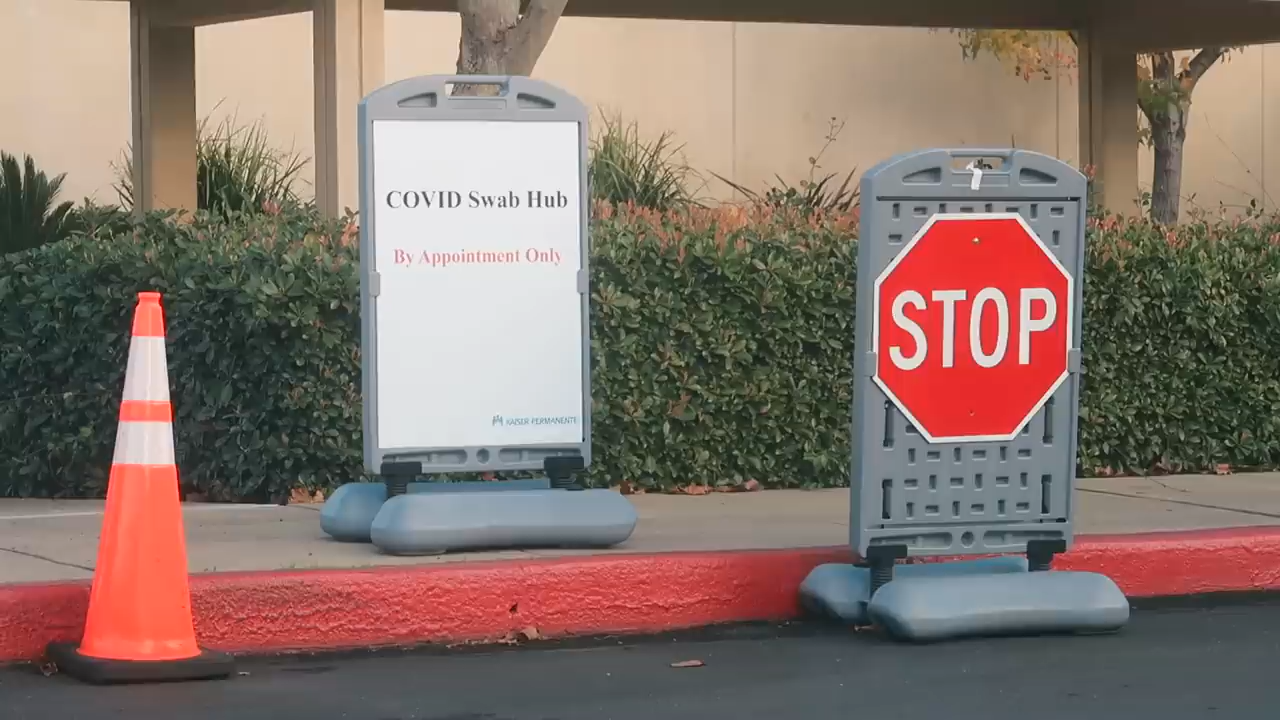 COVID Swab Hub
By Appointment Only
KAISER PERMANENTE
STOP